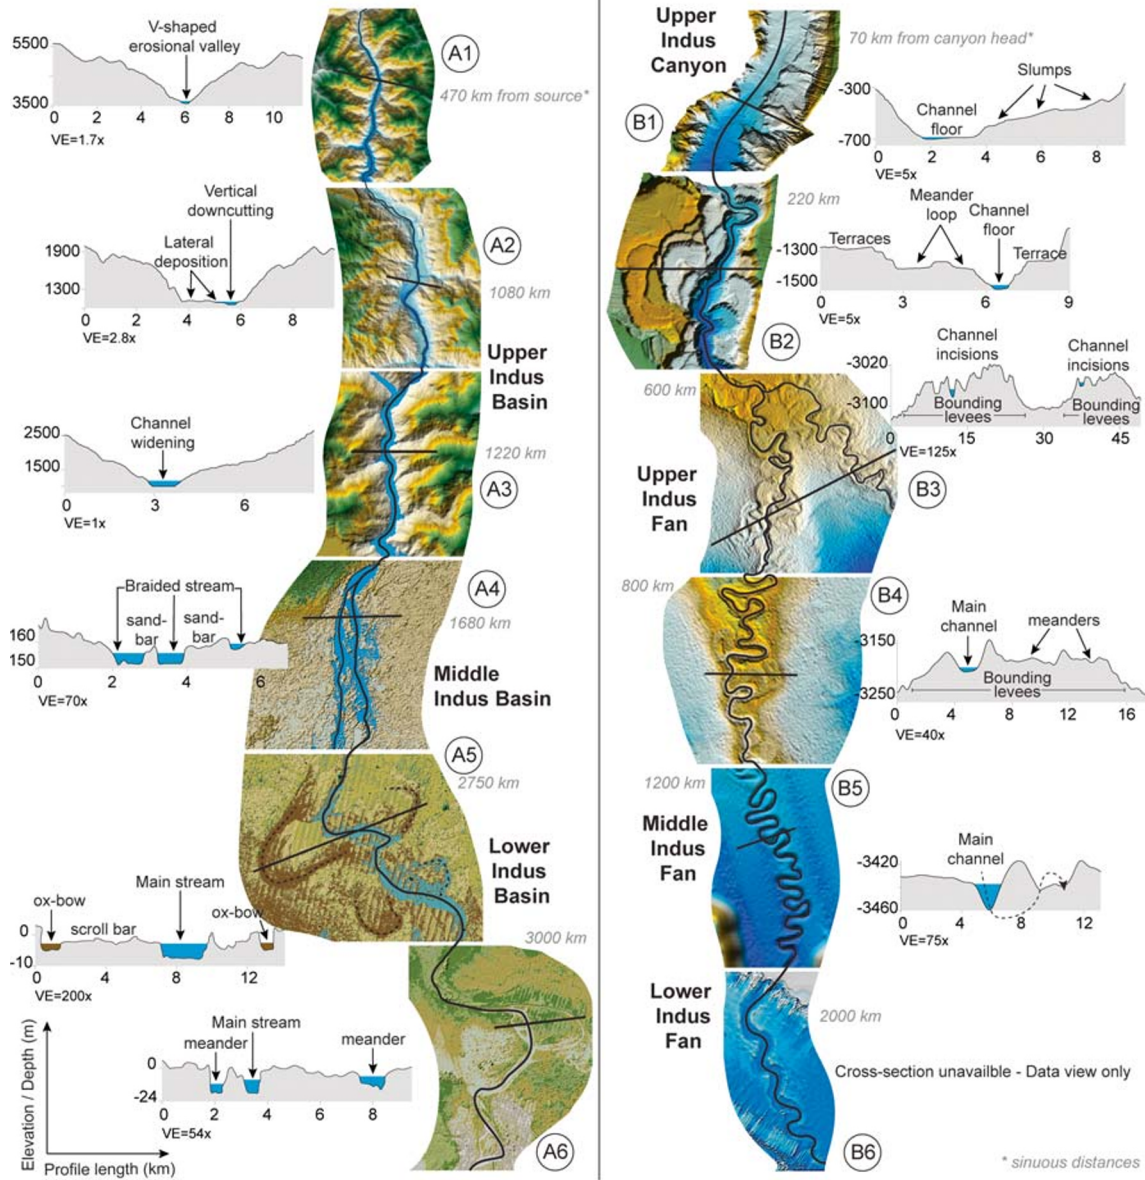 V-shaped
erosional valley
5500
3500
0 2 4 6 8 10
VE=1.7x
A1
470 km from source*
Vertical
downcutting
Lateral
deposition
1900
1300
0 2 4 6 8
VE=2.8x
A2
1080 km
Upper
Indus
Basin
Channel
widening
2500
1500
0 3 6
VE=1x
1220 km
A3
Braided stream
sand-
bar
sand-
bar
160
150
0 2 4 6
VE=70x
A4
1680 km
Middle
Indus Basin
A5
2750 km
Lower
Indus
Basin
Main stream
ox-bow
ox-bow
scroll bar
0
-10
0 4 8 12
VE=200x
3000 km
Main stream
meander
meander
0
-24
0 2 4 6 8
VE=54x
A6
Elevation / Depth (m)
Profile length (km)
Upper
Indus
Canyon
70 km from canyon head*
B1
Slumps
Channel
floor
-300
-700
0 2 4 6 8
VE=5x
220 km
Meander
loop
Channel
floor
Terraces
Terrace
-1300
-1500
0 3 6 9
VE=5x
B2
600 km
Channel
incisions
Channel
incisions
-3020
-3100
Bounding
levees
Bounding
levees
0 15 30 45
VE=125x
Upper
Indus
Fan
B3
800 km
B4
Main
channel
meanders
-3150
-3250
Bounding
levees
0 4 8 12 16
VE=40x
1200 km
B5
Middle
Indus
Fan
Main
channel
-3420
-3460
0 4 8 12
VE=75x
Lower
Indus
Fan
2000 km
Cross-section unavailble - Data view only
B6
* sinuous distances